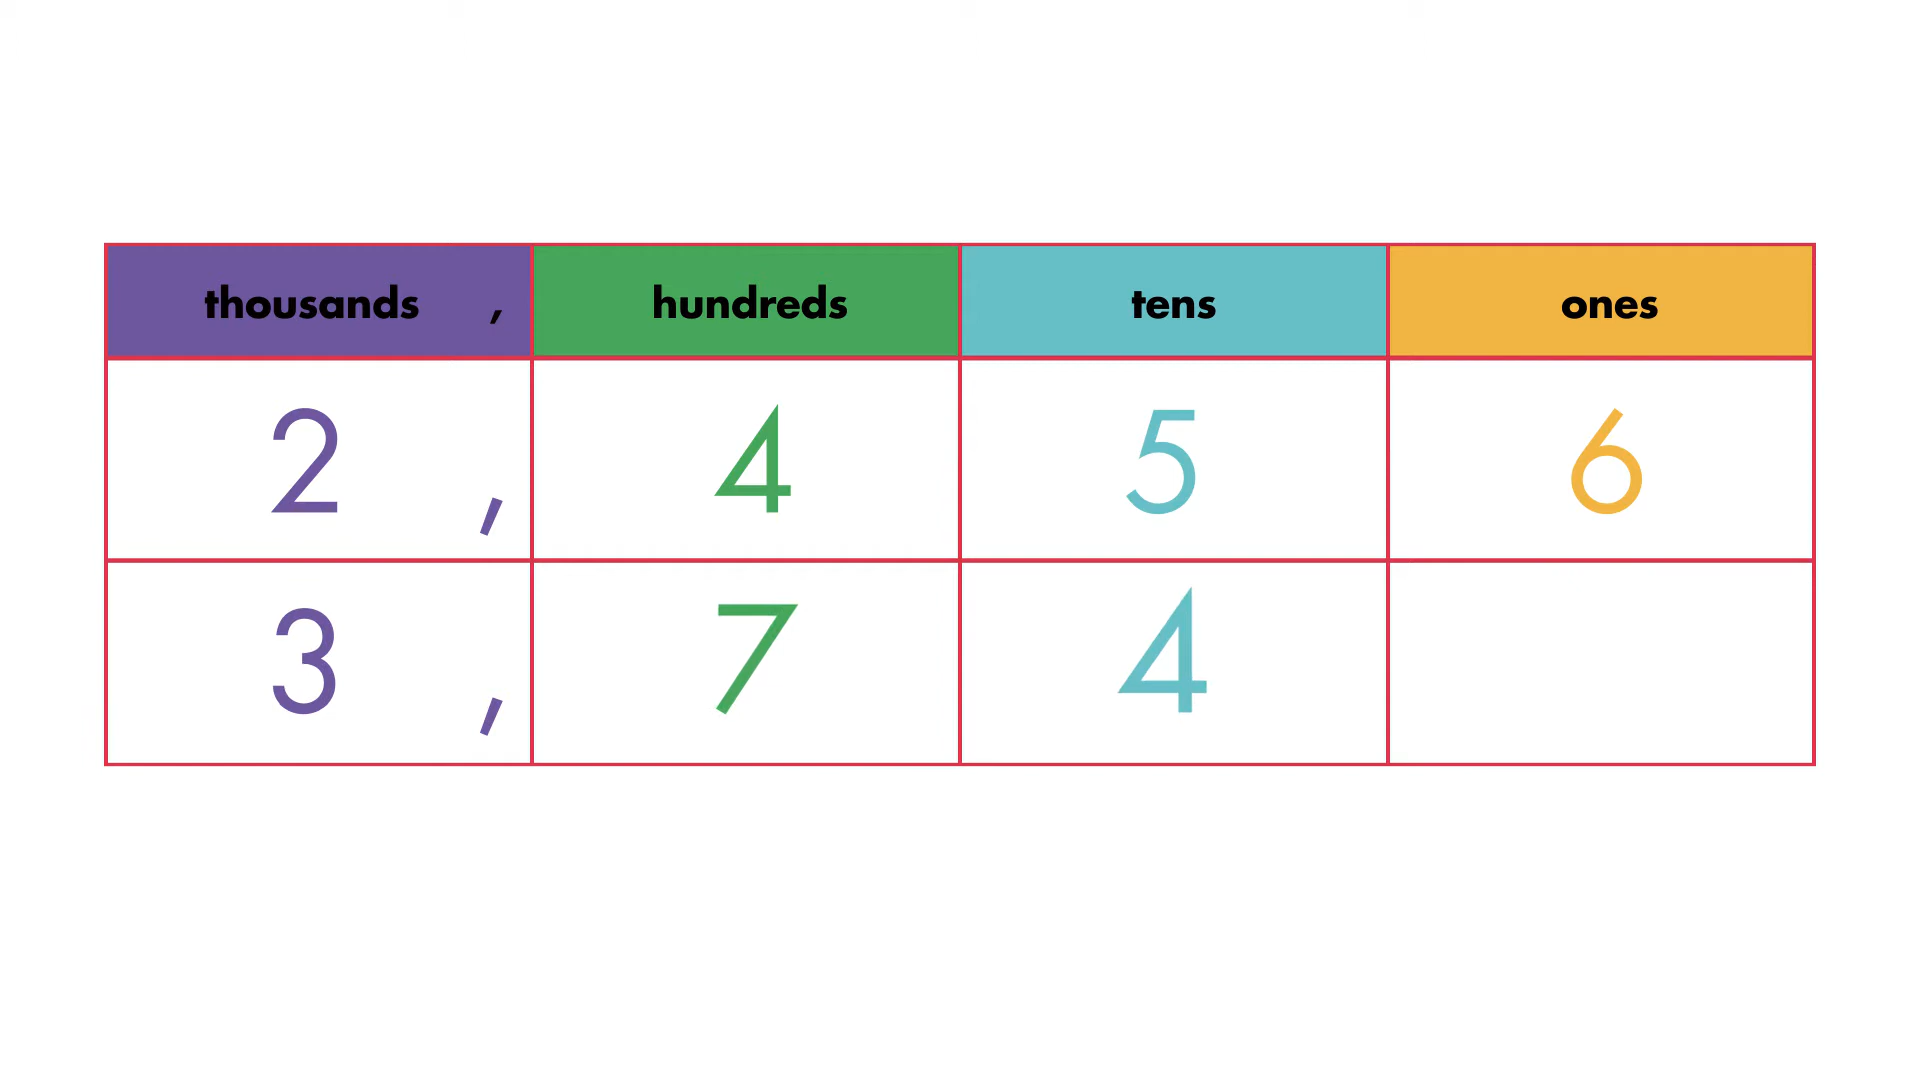 thousands , hundreds tens ones
2 , 4 5 6
3 , 7 4